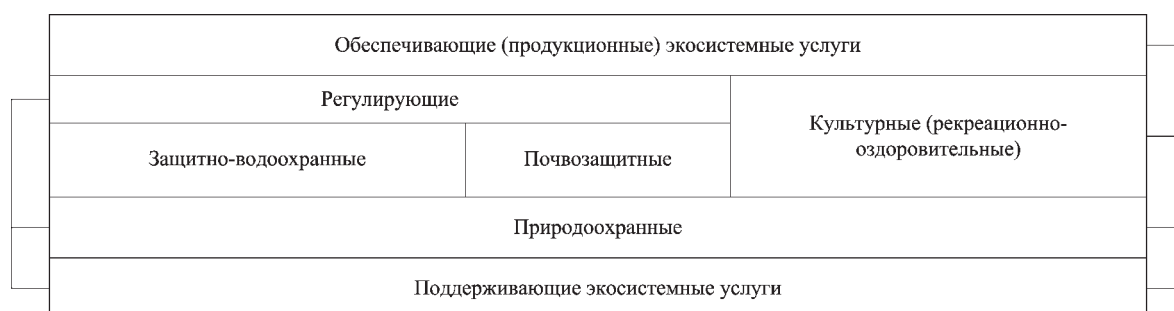 Обеспечивающие (продукционные) экосистемные услуги
Регулирующие
Культурные (рекреационно-
оздоровительные)
Защитно-водоохранные
Почвозащитные
Природоохранные
Поддерживающие экосистемные услуги